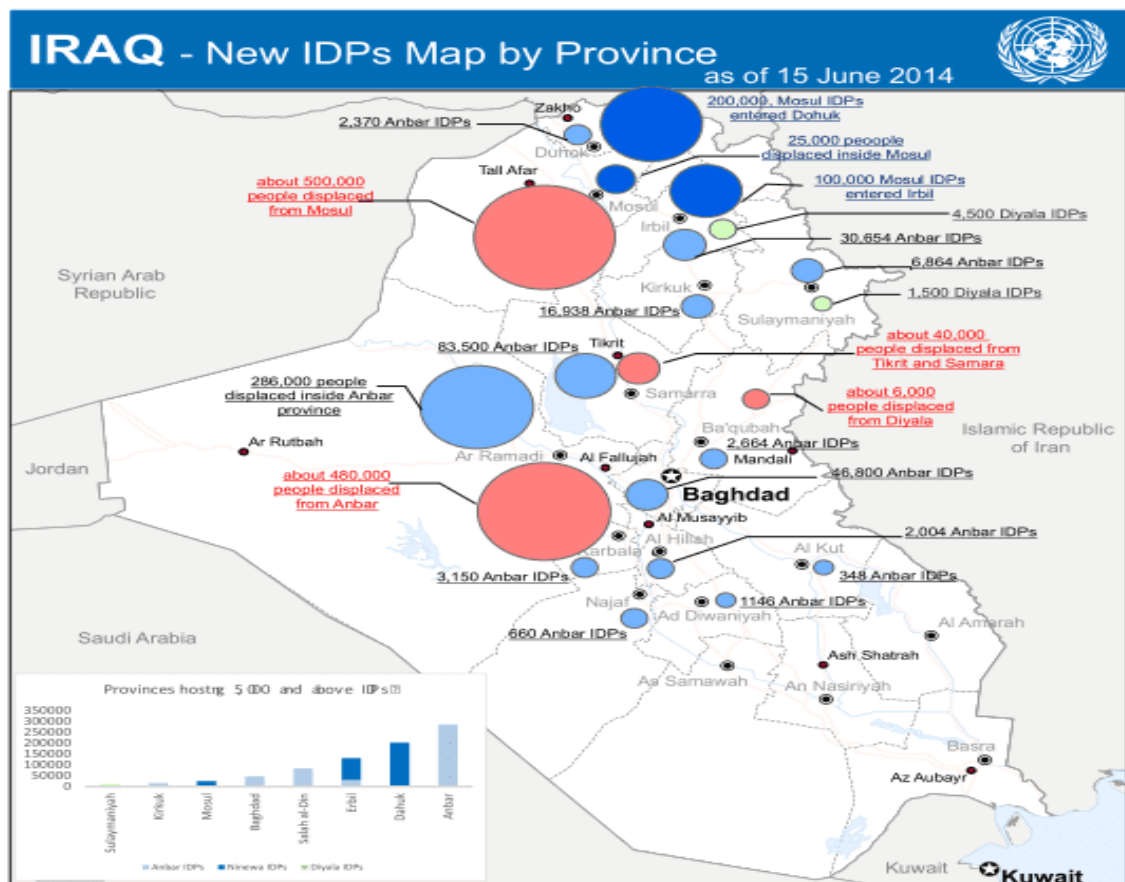 IRAQ - New IDPs Map by Province
as of 15 June 2014
Zakho
200,000, Mosul IDPs
entered Dohuk
2,370 Anbar IDPs
Duhok
25,000 peoople
displaced inside Mosul
Tall Afar
about 500,000
people displaced
from Mosul
100,000 Mosul IDPs
entered Irbil
Mosul
Irbil
4,500 Diyala IDPs
30,654 Anbar IDPs
Syrian Arab
Republic
6,864 Anbar IDPs
Kirkuk
1,500 Diyala IDPs
16,938 Anbar IDPs
Sulaymaniyah
83,500 Anbar IDPs
Tikrit
about 40,000
people displaced from
Tikrit and Samara
286,000 people
displaced inside Anbar
province
Samarra
about 6,000
people displaced
from Diyala
Islamic Republic
of Iran
Ba'qubah
2,664 Anbar IDPs
Ar Rutbah
Jordan
Ar Ramadi
Al Fallujah
Mandali
46,800 Anbar IDPs
about 480,000
people displaced
from Anbar
Baghdad
Al Musayyib
2,004 Anbar IDPs
Karbala'
Al Hillah
Al Kut
3,150 Anbar IDPs
348 Anbar IDPs
Najaf
1146 Anbar IDPs
Ad Diwaniyah
660 Anbar IDPs
Saudi Arabia
Al Amarah
Ash Shatrah
As Samawah
An Nasiriyah
Basra
Az Aubayr
Kuwait
Kuwait
350000
300000
250000
200000
150000
100000
50000
0
Sulaymaniyah
Kirkuk
Mosul
Baghdad
Salah al-Din
Erbil
Dahuk
Anbar
Anbar IDPs
Ninewa IDPs
Diyala IDPs